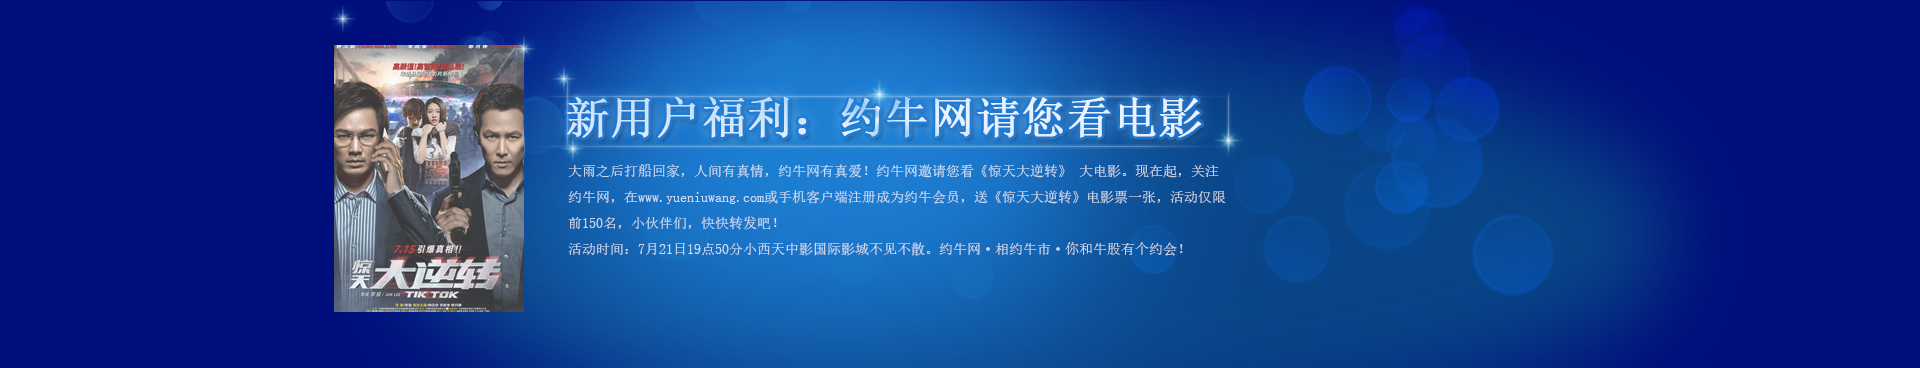 高颜值!高智商
7.15 引爆真相!!
惊天
大逆转
TIK TOK
新用户福利：约牛网请您看电影
大雨之后打船回家，人间有真情，约牛网有真爱！约牛网邀请您看《惊天大逆转》 大电影。现在起，关注
约牛网，在www.yueniuwang.com或手机客户端注册成为约牛会员，送《惊天大逆转》电影票一张，活动仅限
前150名，小伙伴们，快快转发吧！
活动时间：7月21日19点50分小西天中影国际影城不见不散。约牛网·相约牛市·你和牛股有个约会！